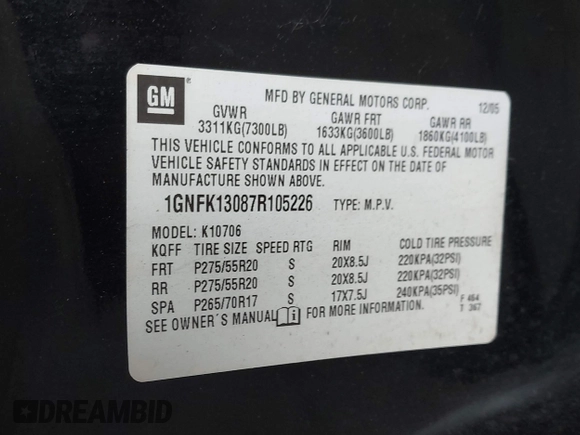 GM
MFD BY GENERAL MOTORS CORP. 12/05
GVWR GAWR FRT GAWR RR
3311KG(7300LB) 1633KG(3600LB) 1860KG(4100LB)
THIS VEHICLE CONFORMS TO ALL APPLICABLE U.S. FEDERAL MOTOR
VEHICLE SAFETY STANDARDS IN EFFECT ON THE DATE OF
MANUFACTURE SHOWN ABOVE.
1GNFK13087R105226 TYPE: M.P.V.
MODEL: K10706
KQFF TIRE SIZE SPEED RTG RIM COLD TIRE PRESSURE
FRT P275/55R20 S 20X8.5J 220KPA(32PSI)
RR P275/55R20 S 20X8.5J 220KPA(32PSI)
SPA P265/70R17 S 17X7.5J 240KPA(35PSI)
F 464
T 367
SEE OWNER'S MANUAL i FOR MORE INFORMATION.
DREAMBID